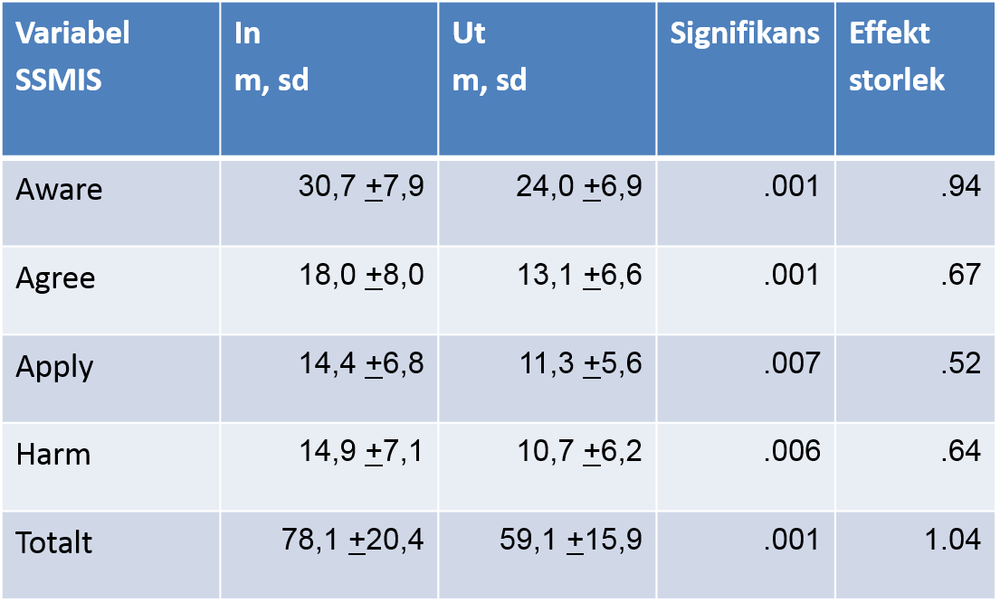 Variabel SSMIS | In m, sd | Ut m, sd | Signifikans | Effekt storlek
Aware | 30,7 +7,9 | 24,0 +6,9 | .001 | .94
Agree | 18,0 +8,0 | 13,1 +6,6 | .001 | .67
Apply | 14,4 +6,8 | 11,3 +5,6 | .007 | .52
Harm | 14,9 +7,1 | 10,7 +6,2 | .006 | .64
Totalt | 78,1 +20,4 | 59,1 +15,9 | .001 | 1.04